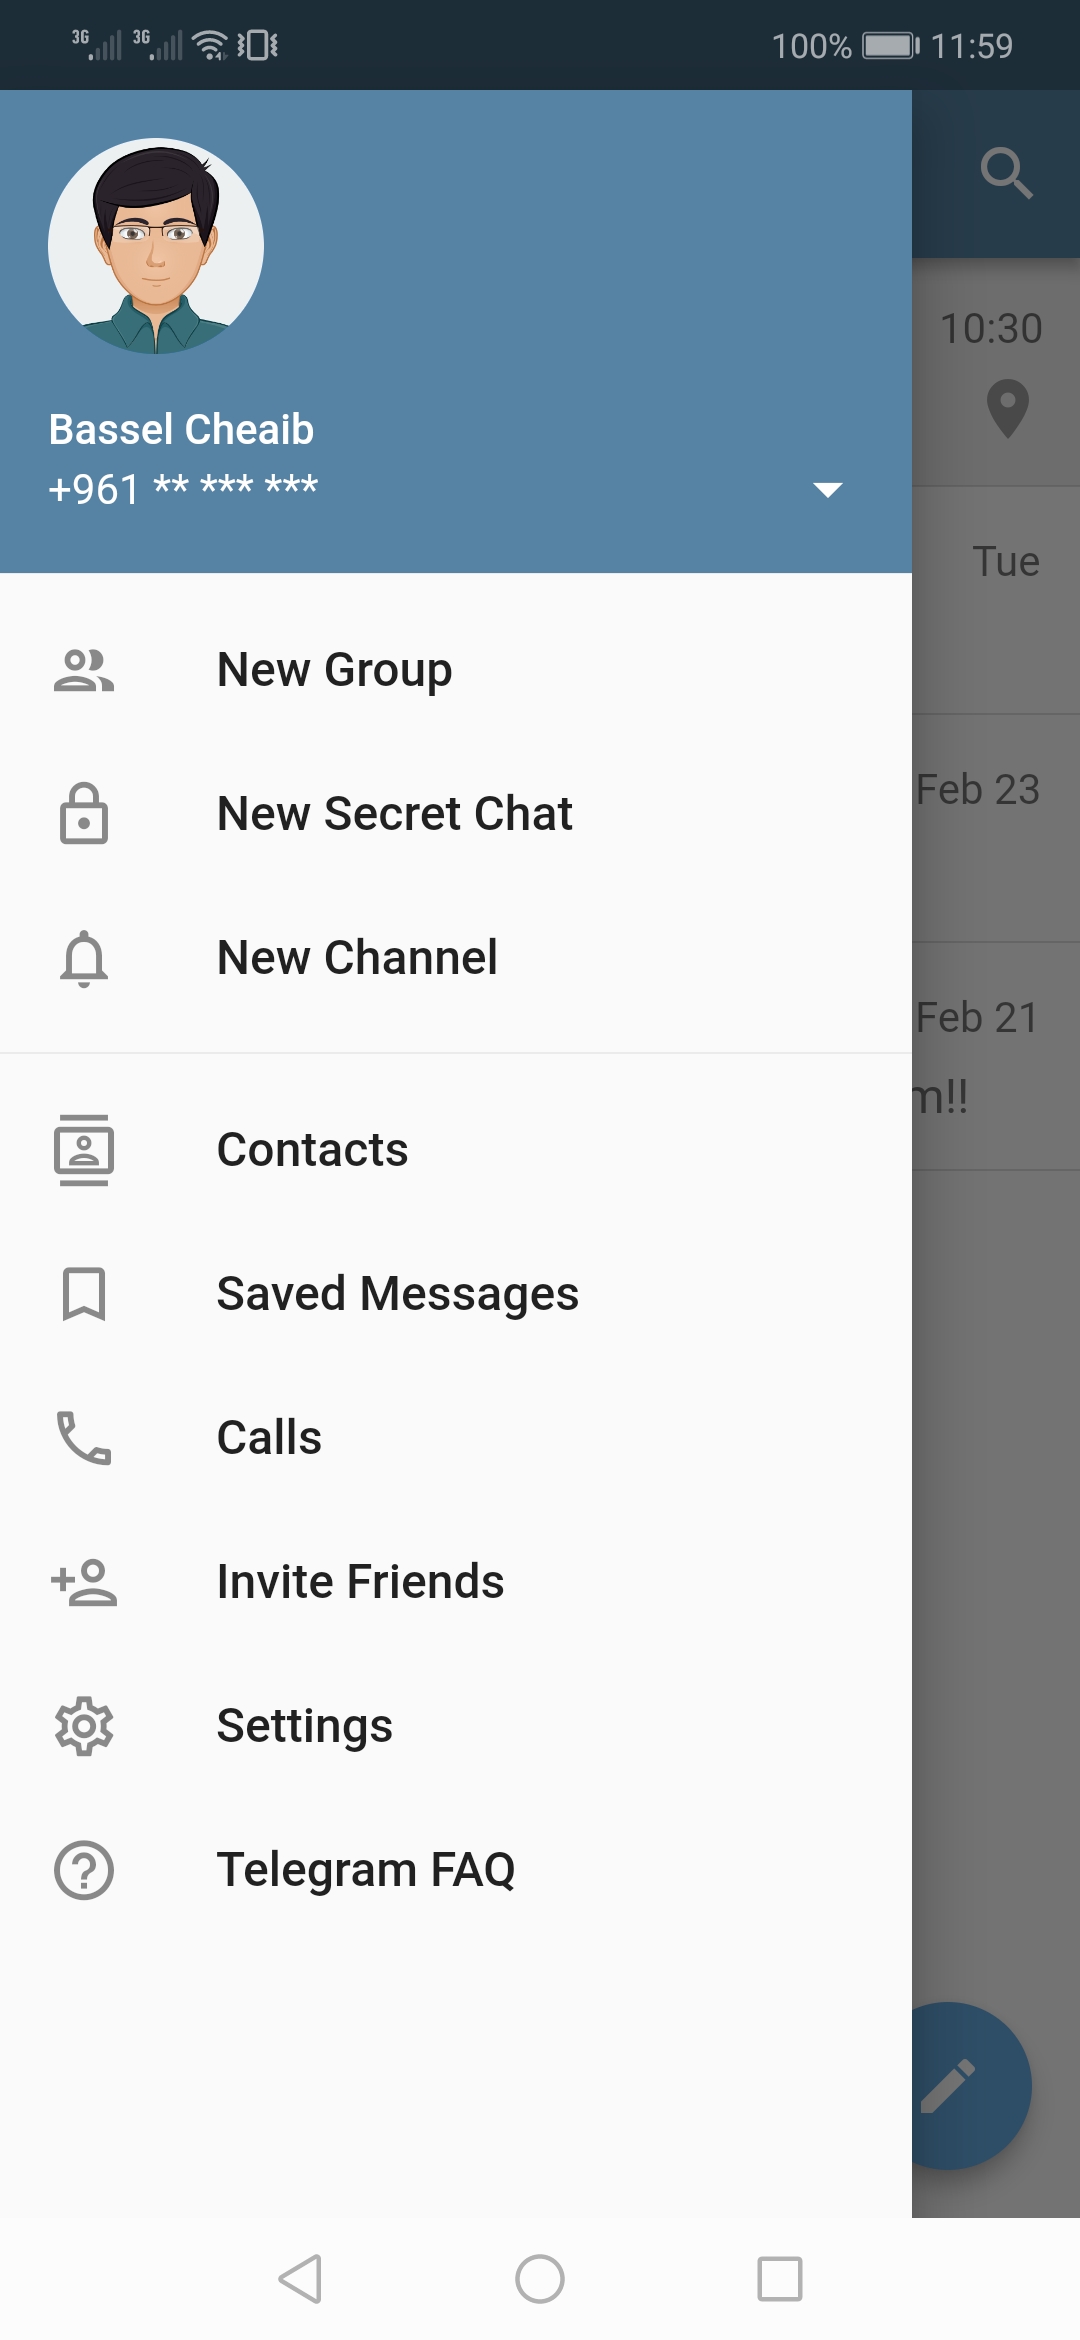 3G 3G 100% 11:59
10:30
Bassel Cheaib
+961 ** *** ***
Tue
New Group
Feb 23
New Secret Chat
New Channel
Feb 21
m!!
Contacts
Saved Messages
Calls
Invite Friends
Settings
Telegram FAQ